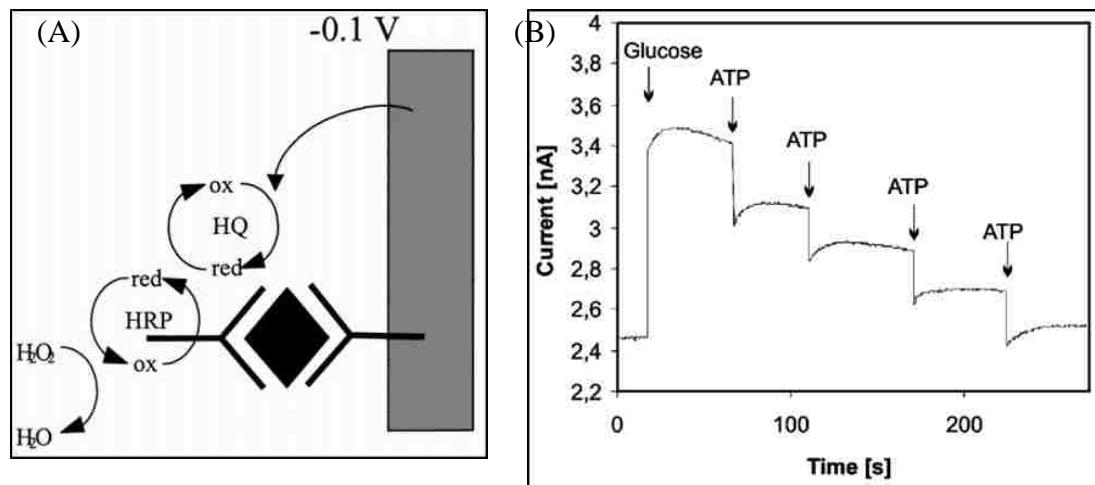 (A)
-0.1 V
ox
HQ
red
red
HRP
ox
H2O2
H2O
(B)
4
3,8
3,6
3,4
3,2
3
2,8
2,6
2,4
2,2
Current [nA]
Glucose
ATP
ATP
ATP
ATP
0
100
200
Time [s]